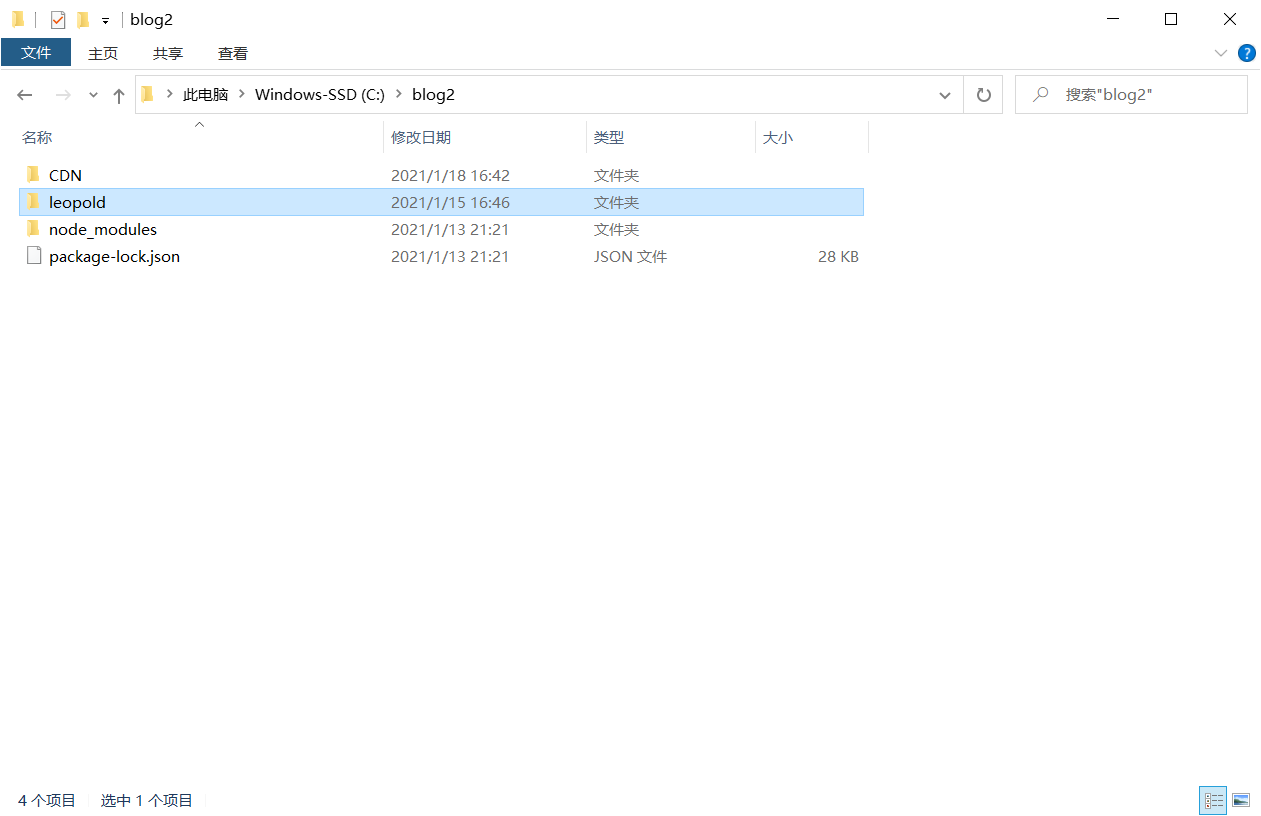 blog2
文件 主页 共享 查看
此电脑 Windows-SSD (C:) blog2 搜索"blog2"
名称 修改日期 类型 大小
CDN 2021/1/18 16:42 文件夹
leopold 2021/1/15 16:46 文件夹
node_modules 2021/1/13 21:21 文件夹
package-lock.json 2021/1/13 21:21 JSON 文件 28 KB
4 个项目 选中 1 个项目